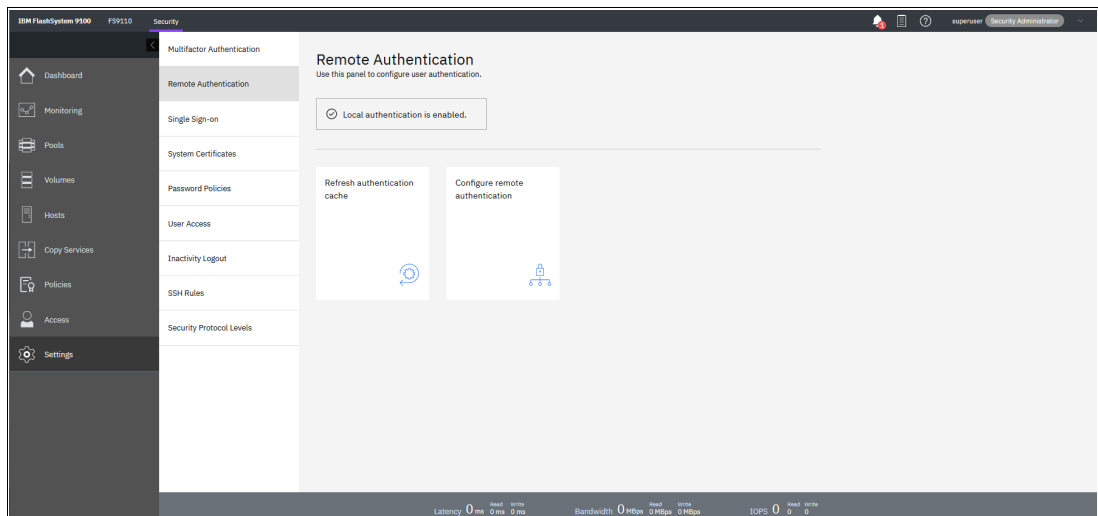 IBM FlashSystem 9100 FS9110 Security
superuser Security Administrator
Dashboard
Monitoring
Pools
Volumes
Hosts
Copy Services
Policies
Access
Settings
Multifactor Authentication
Remote Authentication
Single Sign-on
System Certificates
Password Policies
User Access
Inactivity Logout
SSH Rules
Security Protocol Levels
Remote Authentication
Use this panel to configure user authentication.
Local authentication is enabled.
Refresh authentication
cache
Configure remote
authentication
Read Write
Latency 0 ms 0 ms 0 ms
Read Write
Bandwidth 0 MBps 0 MBps 0 MBps
Read Write
IOPS 0 0 0